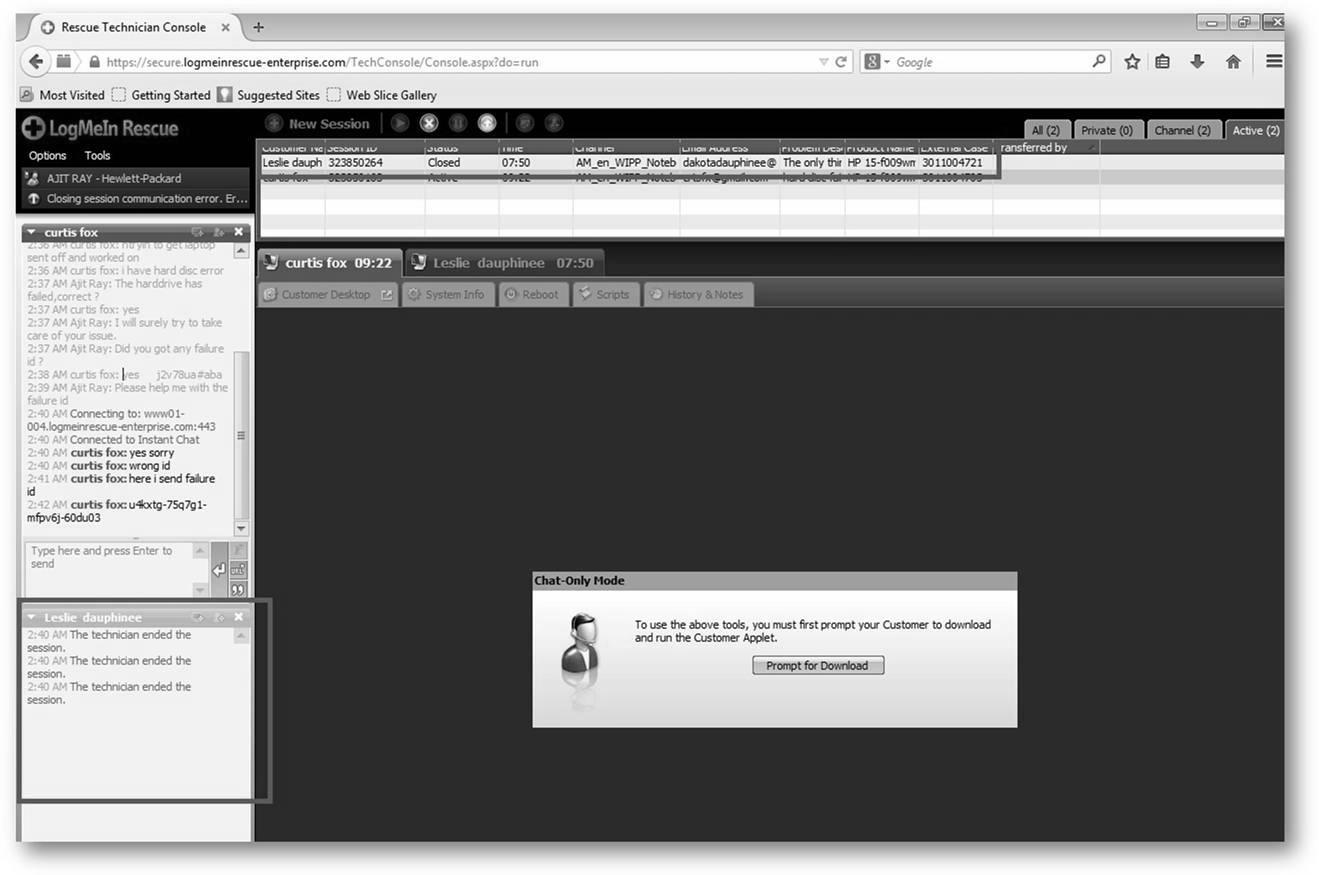 Rescue Technician Console
https://secure.logmeinrescue-enterprise.com/TechConsole/Console.aspx?do=run
Google
Most Visited Getting Started Suggested Sites Web Slice Gallery
LogMeIn Rescue
New Session
All (2) Private (0) Channel (2) Active (2)
Options Tools
AJIT RAY - Hewlett-Packard
Closing session communication error. Er...
Customer Na Session ID Status Time Channel Email Address Problem Desc Product Name External Case ransferred by
Leslie dauph 323850264 Closed 07:50 AM_en_WIPP_Noteb dakotadauphinee@ The only thir HP 15-f009wm 3011004721
curtis fox Active 09:22 AM_en_WIPP_Noteb hard disc fai HP 15-f009wm
curtis fox
2:36 AM curtis fox: ntryin to get laptop
sent off and worked on
2:36 AM curtis fox: i have hard disc error
2:37 AM Ajit Ray: The harddrive has
failed,correct ?
2:37 AM curtis fox: yes
2:37 AM Ajit Ray: I will surely try to take
care of your issue.
2:37 AM Ajit Ray: Did you got any failure
id ?
2:38 AM curtis fox: yes j2v78ua#aba
2:39 AM Ajit Ray: Please help me with the
failure id
2:40 AM Connecting to: www01-
004.logmeinrescue-enterprise.com:443
2:40 AM Connected to Instant Chat
2:40 AM curtis fox: yes sorry
2:40 AM curtis fox: wrong id
2:41 AM curtis fox: here i send failure
id
2:42 AM curtis fox: u4kxtg-75q7g1-
mfpv6j-60du03
Type here and press Enter to
send
URL
Leslie dauphinee
2:40 AM The technician ended the
session.
2:40 AM The technician ended the
session.
2:40 AM The technician ended the
session.
curtis fox 09:22 Leslie dauphinee 07:50
Customer Desktop System Info Reboot Scripts History & Notes
Chat-Only Mode
To use the above tools, you must first prompt your Customer to download
and run the Customer Applet.
Prompt for Download